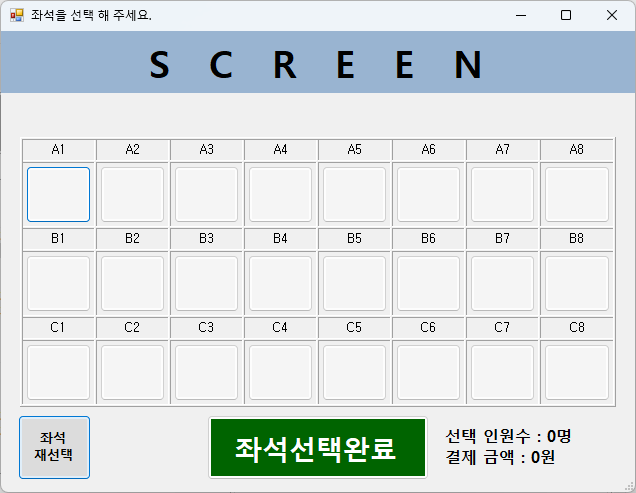 좌석을 선택 해 주세요.
S C R E E N
A1 A2 A3 A4 A5 A6 A7 A8
B1 B2 B3 B4 B5 B6 B7 B8
C1 C2 C3 C4 C5 C6 C7 C8
좌석
재선택
좌석선택완료
선택 인원수 : 0명
결제 금액 : 0원